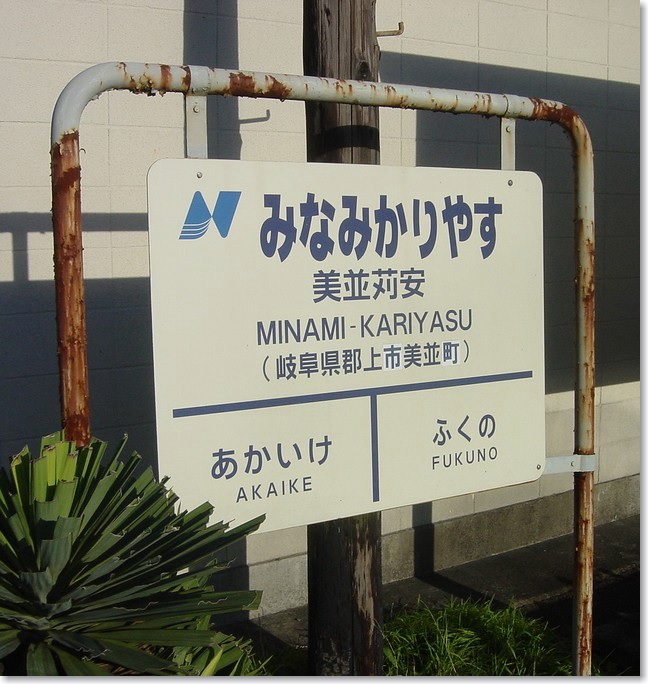 みなみかりやす
美並苅安
MINAMI-KARIYASU
(岐阜県郡上市美並町)
あかいけ
AKAIKE
ふくの
FUKUNO